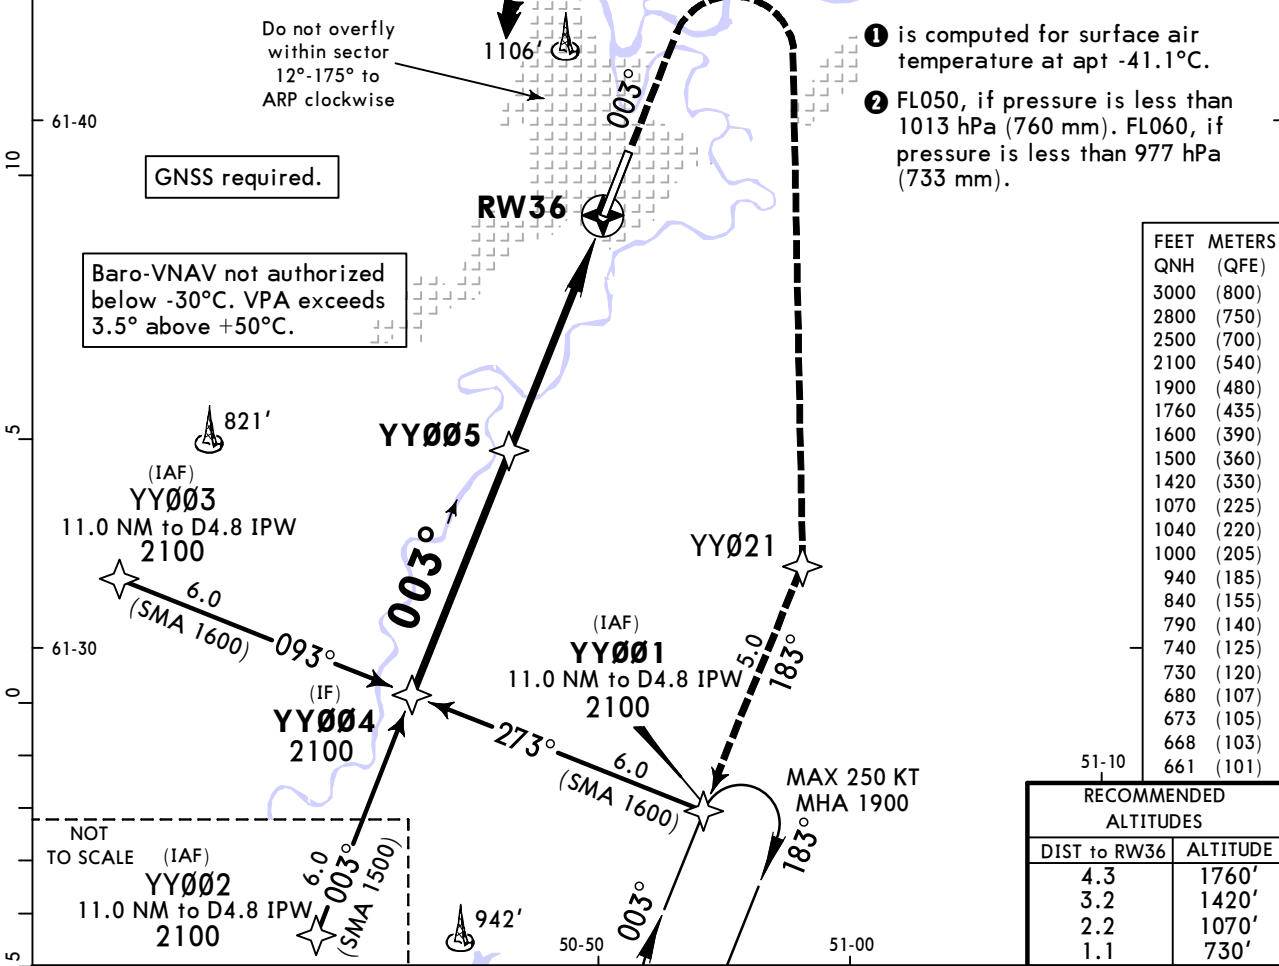 Do not overfly
within sector
12°-175° to
ARP clockwise
1106'
003°
❶ is computed for surface air
temperature at apt -41.1°C.
❷ FL050, if pressure is less than
1013 hPa (760 mm). FL060, if
pressure is less than 977 hPa
(733 mm).
61-40
10
GNSS required.
RW36
Baro-VNAV not authorized
below -30°C. VPA exceeds
3.5° above +50°C.
FEET METERS
QNH (QFE)
3000 (800)
2800 (750)
2500 (700)
2100 (540)
1900 (480)
1760 (435)
1600 (390)
1500 (360)
1420 (330)
1070 (225)
1040 (220)
1000 (205)
940 (185)
840 (155)
790 (140)
740 (125)
730 (120)
680 (107)
673 (105)
668 (103)
661 (101)
821'
5
YYØØ5
(IAF)
YYØØ3
11.0 NM to D4.8 IPW
2100
6.0
(SMA 1600)
093°
003°
YYØ21
5.0
183°
(IAF)
YYØØ1
11.0 NM to D4.8 IPW
2100
61-30
0
(IF)
YYØØ4
2100
273°
6.0
(SMA 1600)
MAX 250 KT
MHA 1900
183°
003°
51-10
NOT
TO SCALE
(IAF)
YYØØ2
11.0 NM to D4.8 IPW
2100
6.0
003°
(SMA 1500)
942'
5
50-50
51-00
RECOMMENDED
ALTITUDES
DIST to RW36 ALTITUDE
4.3 1760'
3.2 1420'
2.2 1070'
1.1 730'